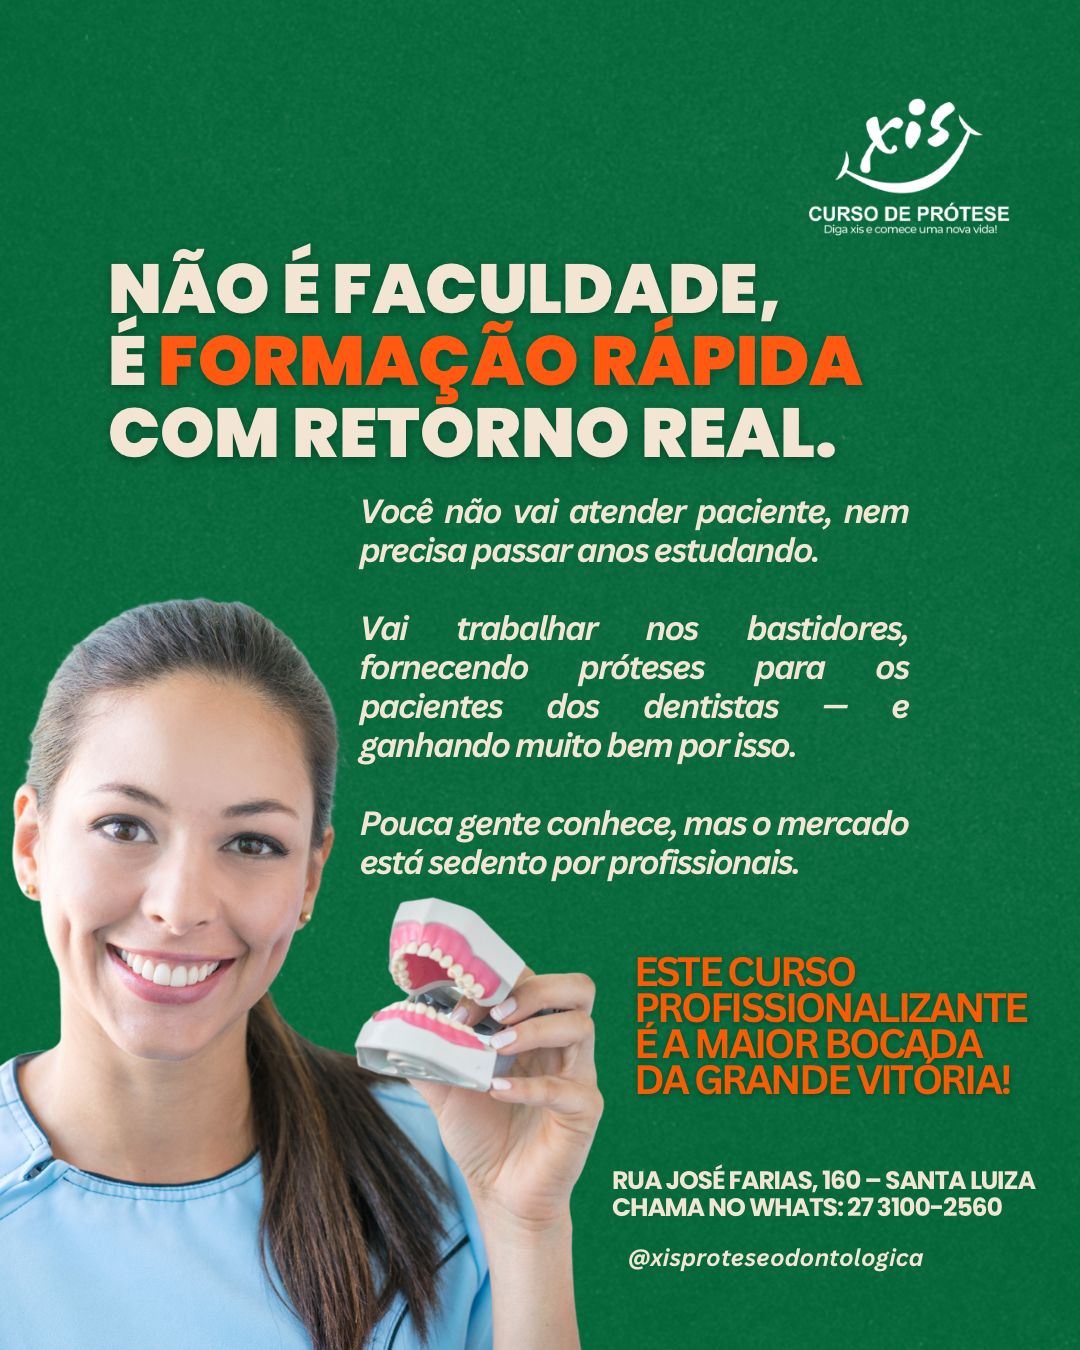 xis
CURSO DE PRÓTESE
Diga xis e comece uma nova vida!
NÃO É FACULDADE,
É FORMAÇÃO RÁPIDA
COM RETORNO REAL.
Você não vai atender paciente, nem
precisa passar anos estudando.
Vai trabalhar nos bastidores,
fornecendo próteses para os
pacientes dos dentistas — e
ganhando muito bem por isso.
Pouca gente conhece, mas o mercado
está sedento por profissionais.
ESTE CURSO
PROFISSIONALIZANTE
É A MAIOR BOCADA
DA GRANDE VITÓRIA!
RUA JOSÉ FARIAS, 160 – SANTA LUIZA
CHAMA NO WHATS: 27 3100-2560
@xisproteseodontologica